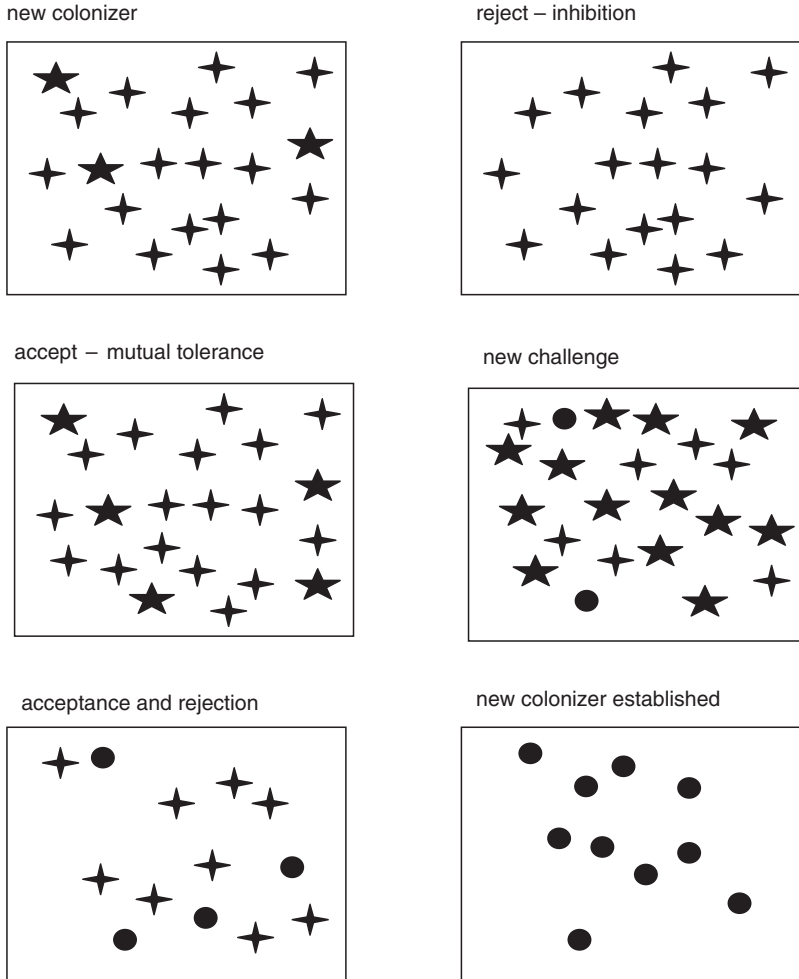 new colonizer
reject – inhibition
accept – mutual tolerance
new challenge
acceptance and rejection
new colonizer established